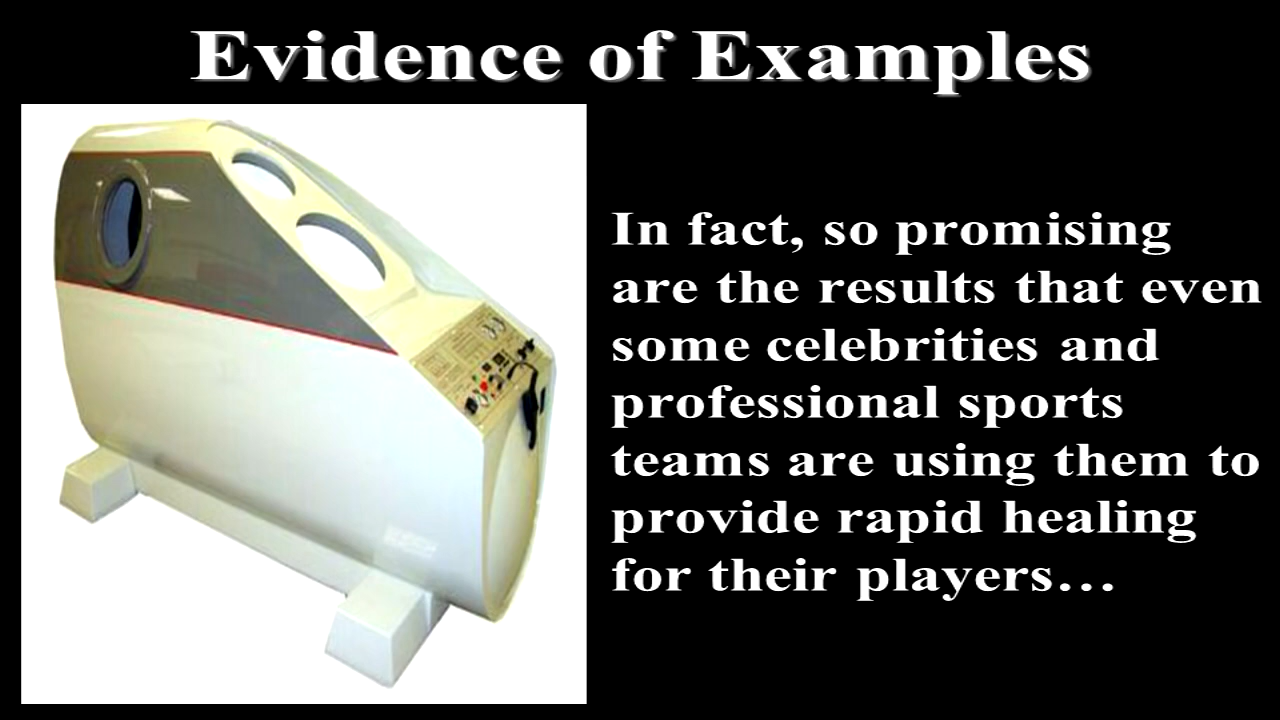 Evidence of Examples
In fact, so promising
are the results that even
some celebrities and
professional sports
teams are using them to
provide rapid healing
for their players…